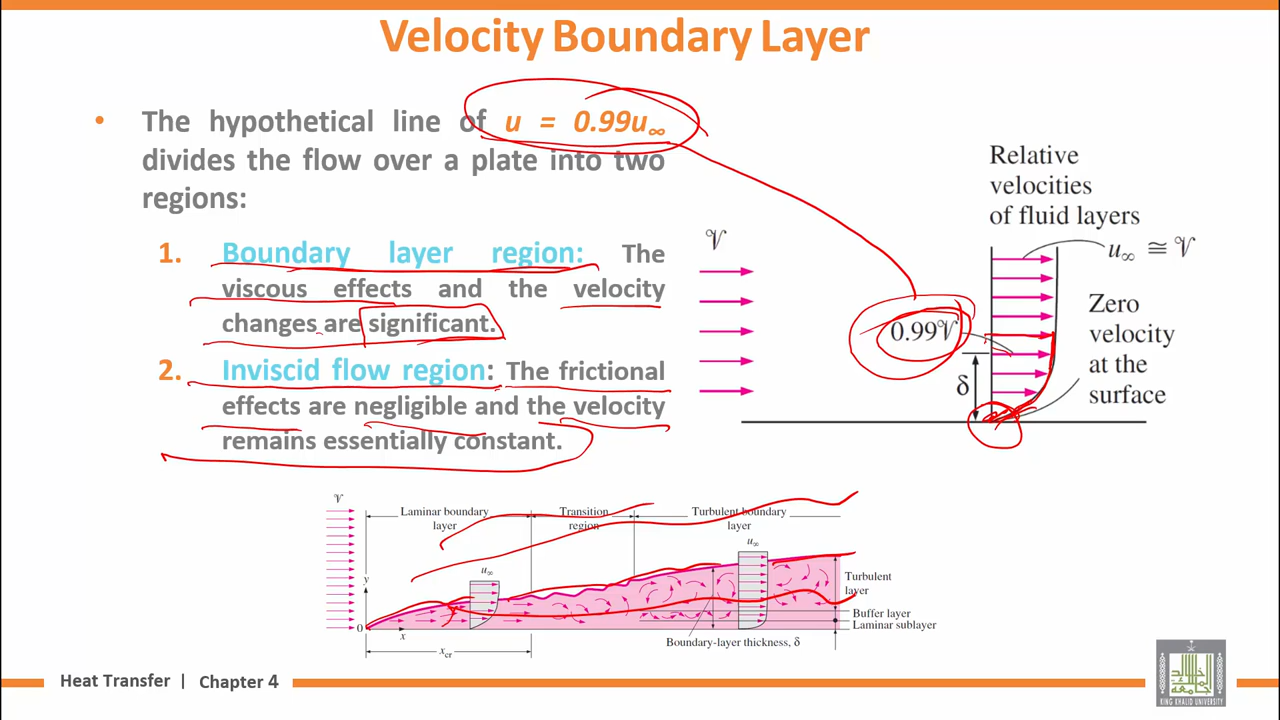 Velocity Boundary Layer
• The hypothetical line of u = 0.99u∞
divides the flow over a plate into two
regions:
1. Boundary layer region: The
viscous effects and the velocity
changes are significant.
2. Inviscid flow region: The frictional
effects are negligible and the velocity
remains essentially constant.
𝒱
Relative
velocities
of fluid layers
u∞ ≅ 𝒱
0.99𝒱
Zero
velocity
at the
surface
δ
𝒱
Laminar boundary
layer
Transition
region
Turbulent boundary
layer
u∞
u∞
y
0
x
xcr
Turbulent
layer
Buffer layer
Laminar sublayer
Boundary-layer thickness, δ
Heat Transfer | Chapter 4
KING KHALID UNIVERSITY